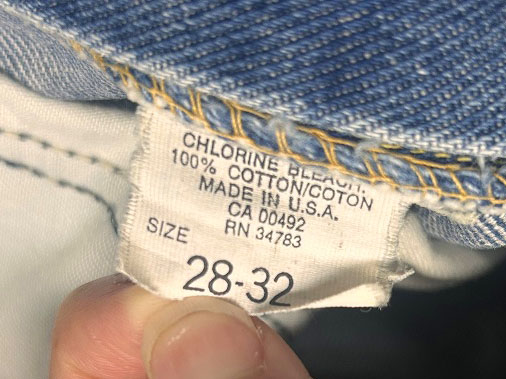 CHLORINE BLEACH.
100% COTTON/COTON
MADE IN U.S.A.
CA 00492
RN 34783
SIZE
28-32